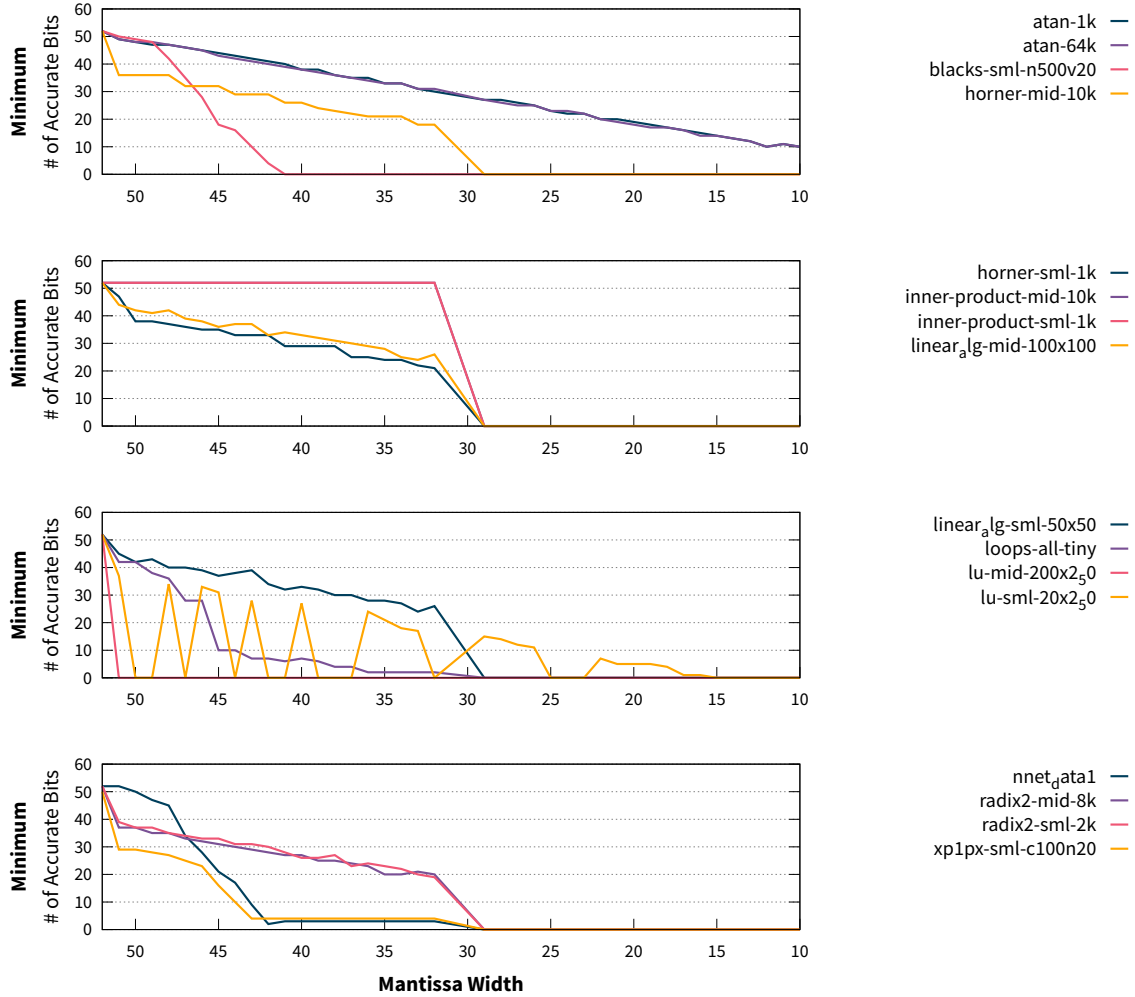 Minimum
# of Accurate Bits
60
50
40
30
20
10
0
50 45 40 35 30 25 20 15 10
atan-1k
atan-64k
blacks-sml-n500v20
horner-mid-10k
Minimum
# of Accurate Bits
60
50
40
30
20
10
0
50 45 40 35 30 25 20 15 10
horner-sml-1k
inner-product-mid-10k
inner-product-sml-1k
linearalg-mid-100x100
Minimum
# of Accurate Bits
60
50
40
30
20
10
0
50 45 40 35 30 25 20 15 10
linearalg-sml-50x50
loops-all-tiny
lu-mid-200x250
lu-sml-20x250
Minimum
# of Accurate Bits
60
50
40
30
20
10
0
50 45 40 35 30 25 20 15 10
nnetdata1
radix2-mid-8k
radix2-sml-2k
xp1px-sml-c100n20
Mantissa Width